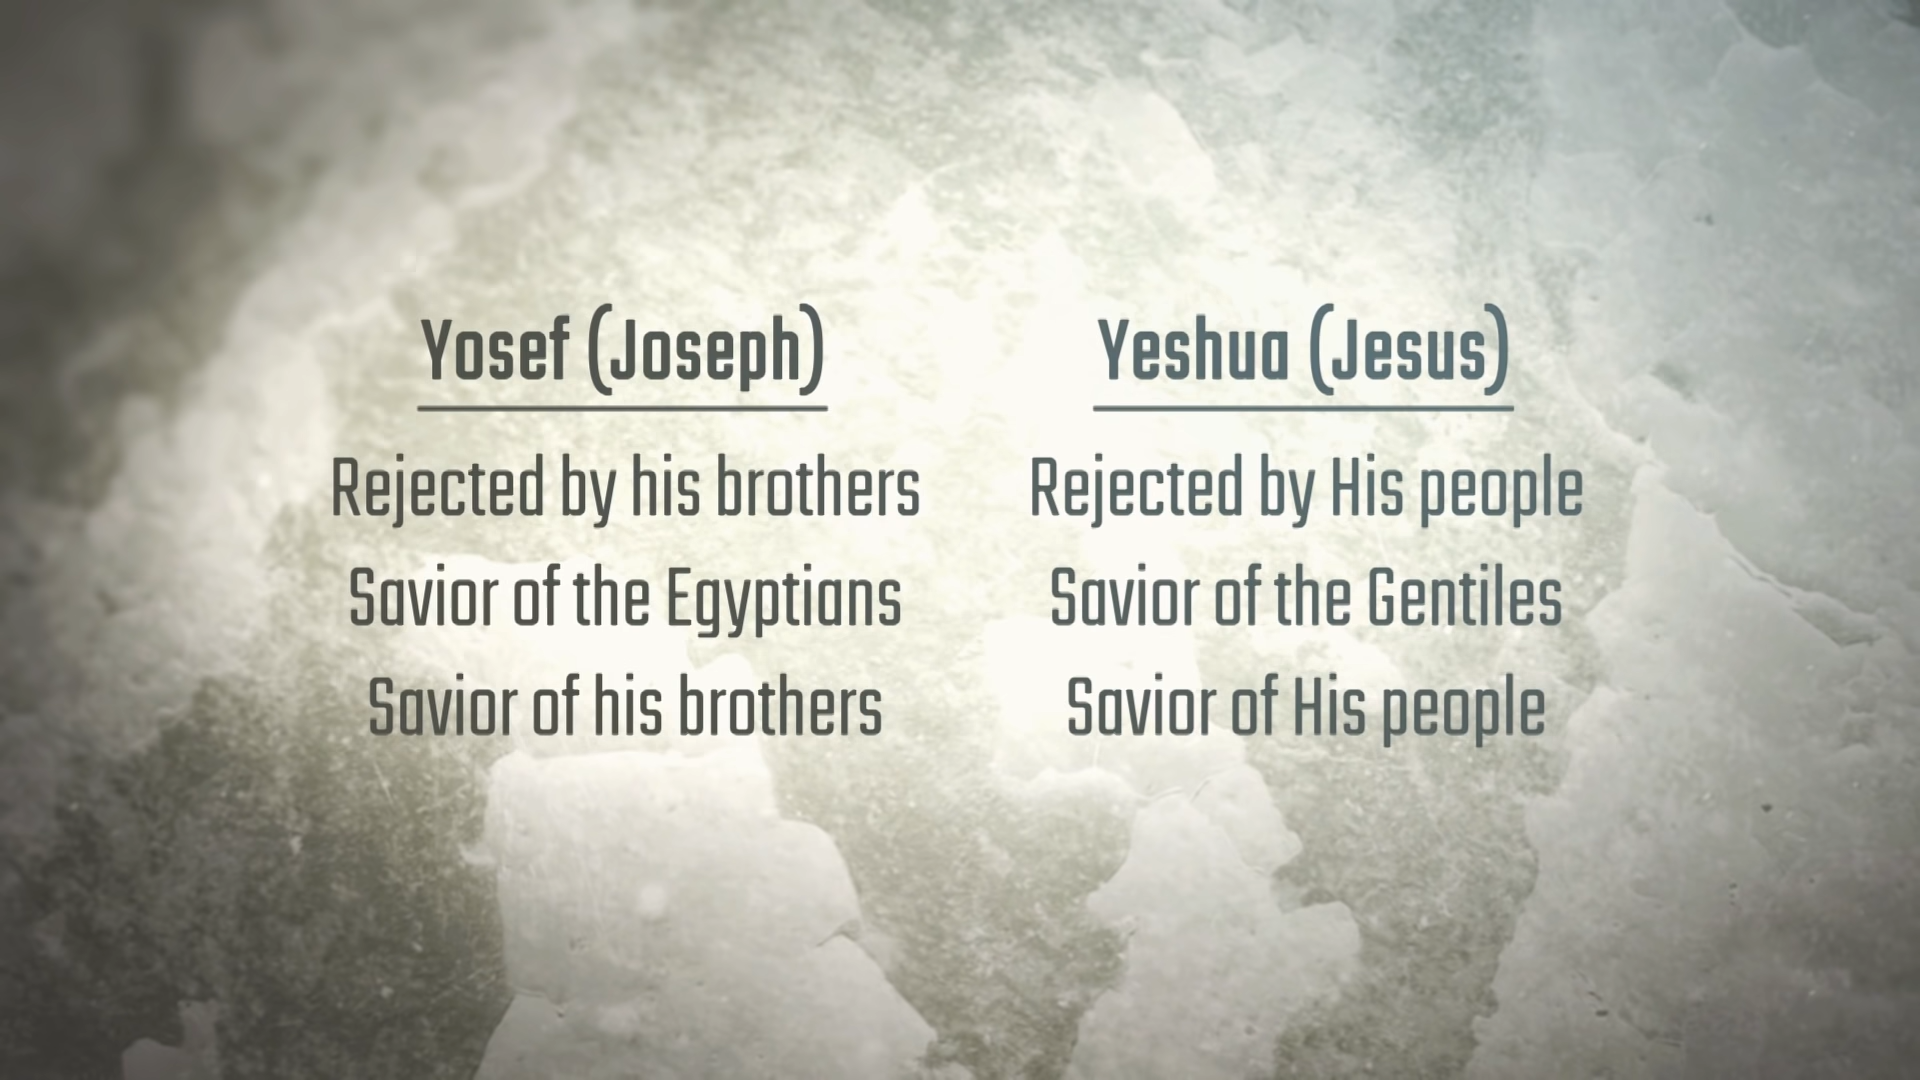 Yosef (Joseph)
Rejected by his brothers
Savior of the Egyptians
Savior of his brothers
Yeshua (Jesus)
Rejected by His people
Savior of the Gentiles
Savior of His people